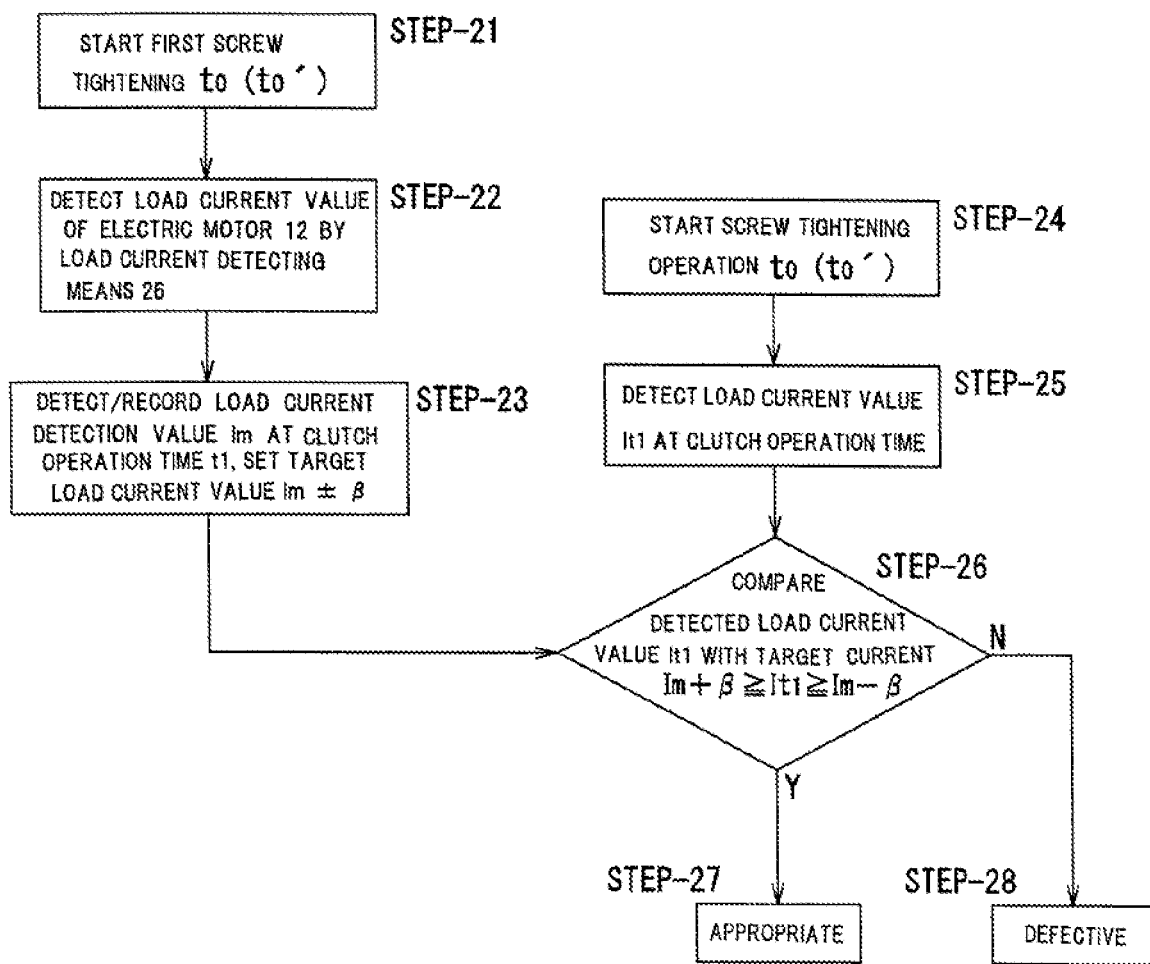 START FIRST SCREW
TIGHTENING to (to´)
STEP-21
DETECT LOAD CURRENT VALUE
OF ELECTRIC MOTOR 12 BY
LOAD CURRENT DETECTING
MEANS 26
STEP-22
DETECT/RECORD LOAD CURRENT
DETECTION VALUE Im AT CLUTCH
OPERATION TIME t1, SET TARGET
LOAD CURRENT VALUE Im ± β
STEP-23
START SCREW TIGHTENING
OPERATION to (to´)
STEP-24
DETECT LOAD CURRENT VALUE
It1 AT CLUTCH OPERATION TIME
STEP-25
COMPARE
DETECTED LOAD CURRENT
VALUE It1 WITH TARGET CURRENT
Im+β≧It1≧Im-β
STEP-26
N
Y
STEP-27
APPROPRIATE
STEP-28
DEFECTIVE